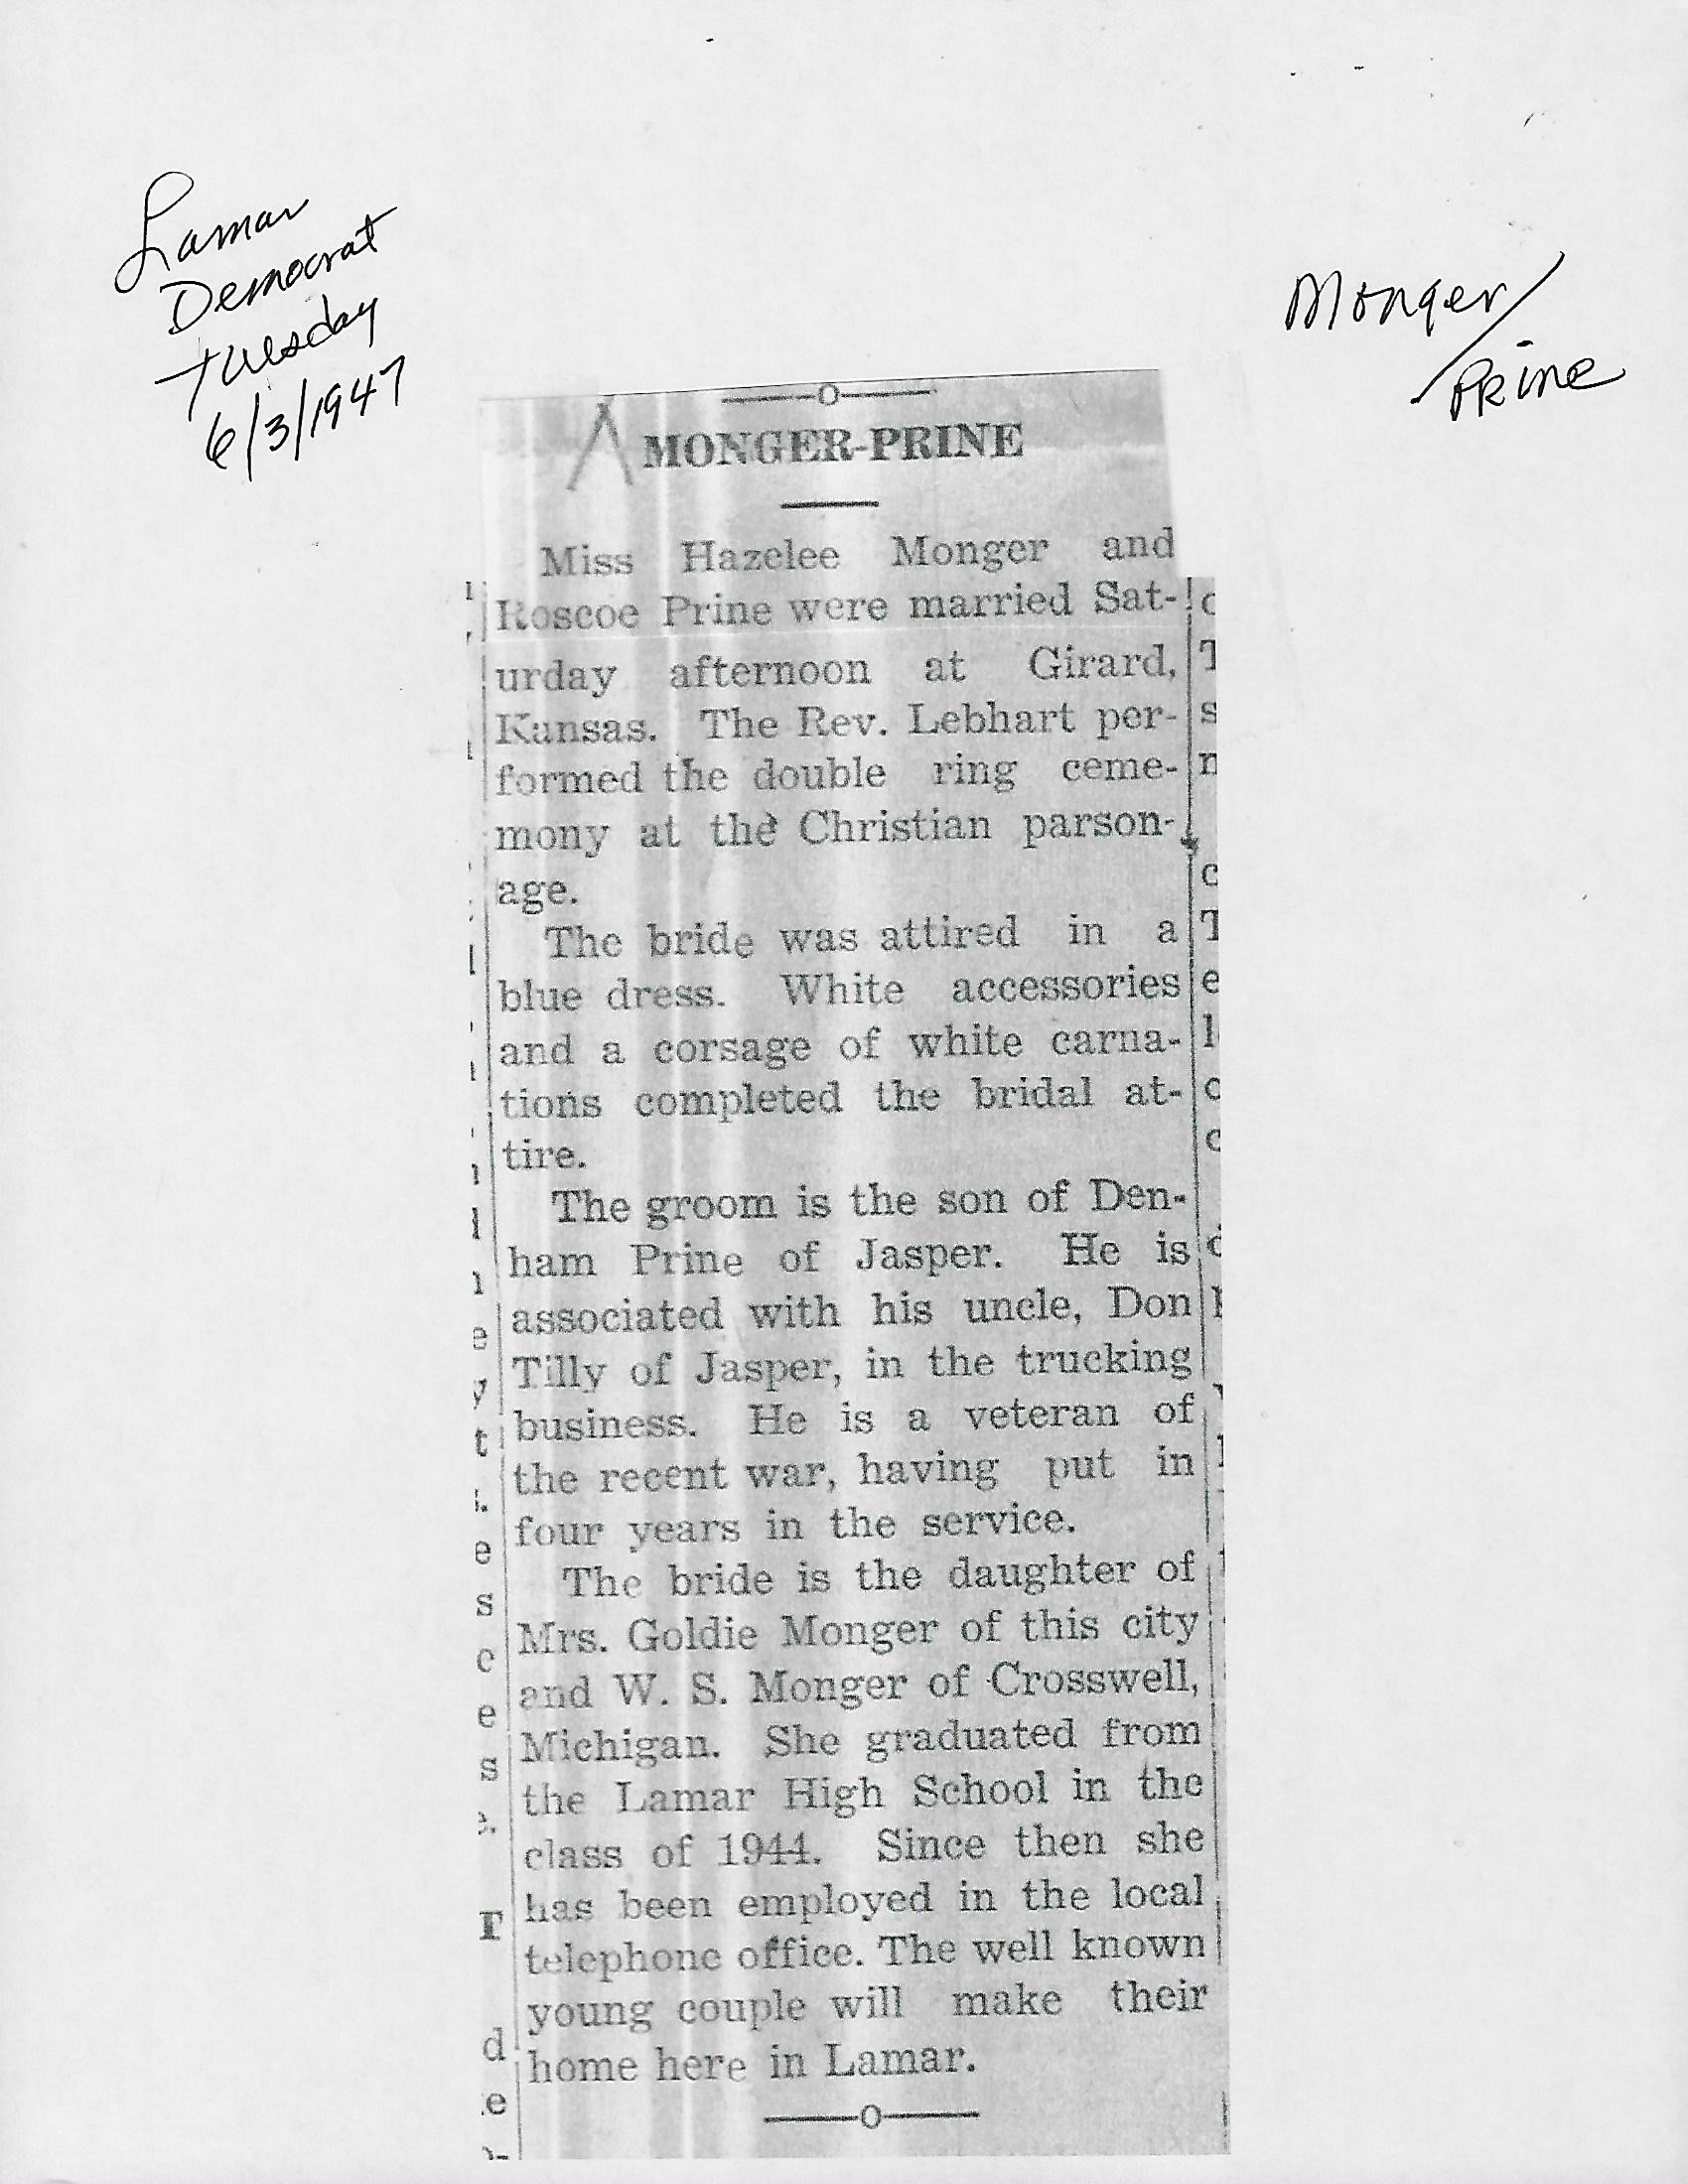 Lamar
Democrat
Tuesday
6/3/1947
Monger/
Prine
MONGER-PRINE
Miss Hazelee Monger and
Roscoe Prine were married Sat-
urday afternoon at Girard,
Kansas. The Rev. Lebhart per-
formed the double ring cere-
mony at the Christian parson-
age.
The bride was attired in a
blue dress. White accessories
and a corsage of white carna-
tions completed the bridal at-
tire.
The groom is the son of Den-
ham Prine of Jasper. He is
associated with his uncle, Don
Tilly of Jasper, in the trucking
business. He is a veteran of
the recent war, having put in
four years in the service.
The bride is the daughter of
Mrs. Goldie Monger of this city
and W. S. Monger of Crosswell,
Michigan. She graduated from
the Lamar High School in the
class of 1944. Since then she
has been employed in the local
telephone office. The well known
young couple will make their
home here in Lamar.